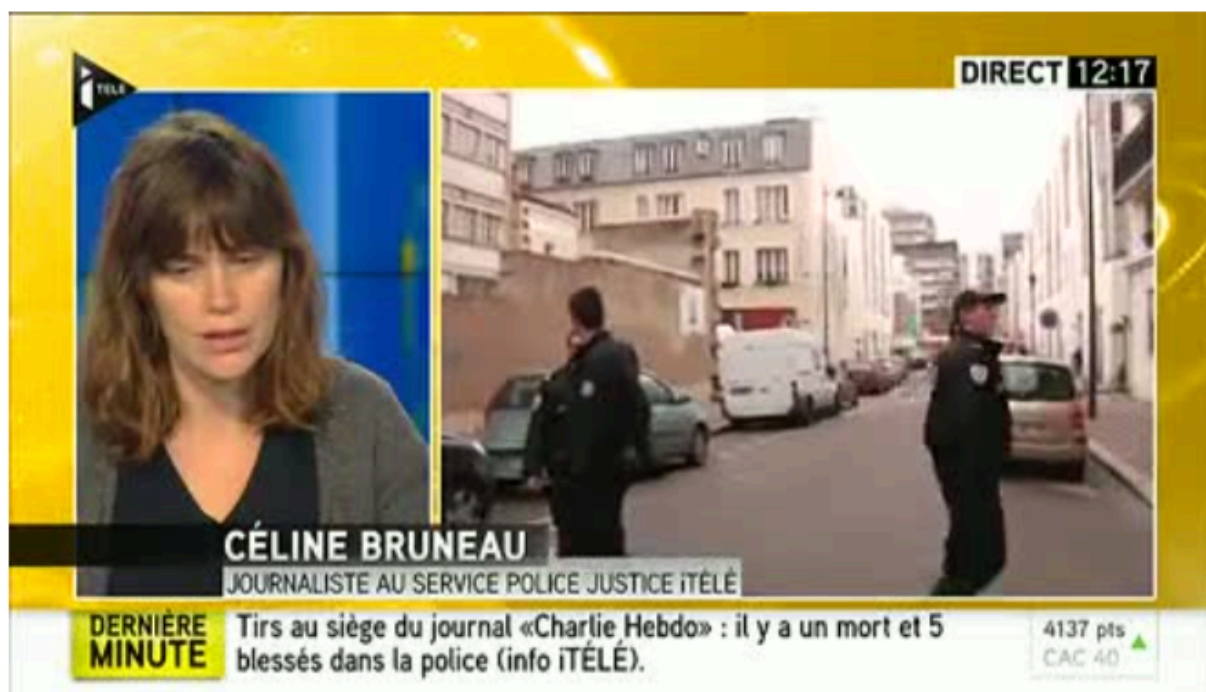 i TELE
DIRECT 12:17
CÉLINE BRUNEAU
JOURNALISTE AU SERVICE POLICE JUSTICE iTÉLÉ
DERNIÈRE
MINUTE
Tirs au siège du journal «Charlie Hebdo» : il y a un mort et 5
blessés dans la police (info iTÉLÉ).
4137 pts
CAC 40